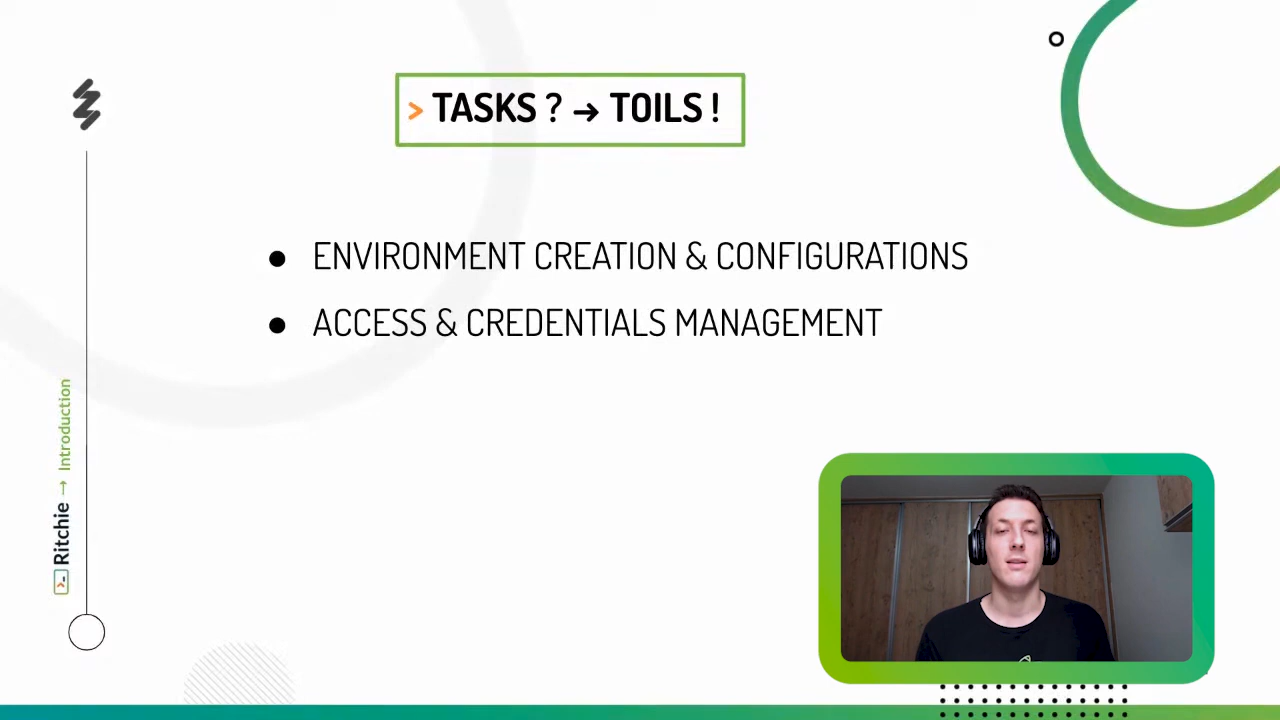 > TASKS ? → TOILS !
● ENVIRONMENT CREATION & CONFIGURATIONS
● ACCESS & CREDENTIALS MANAGEMENT
Ritchie → Introduction